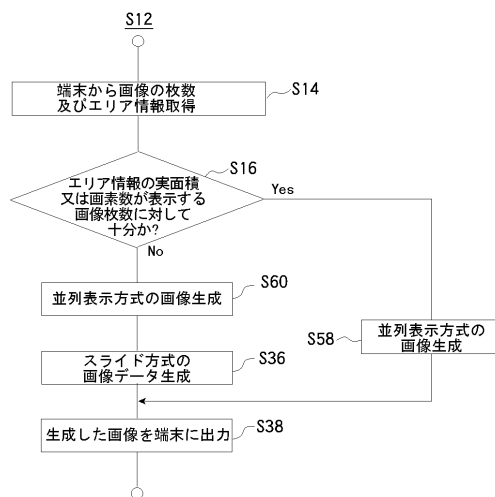 S12
端末から画像の枚数
及びエリア情報取得
S14
エリア情報の実面積
又は画素数が表示する
画像枚数に対して
十分か?
S16
Yes
No
並列表示方式の画像生成
S60
並列表示方式の
画像生成
S58
スライド方式の
画像データ生成
S36
生成した画像を端末に出力
S38